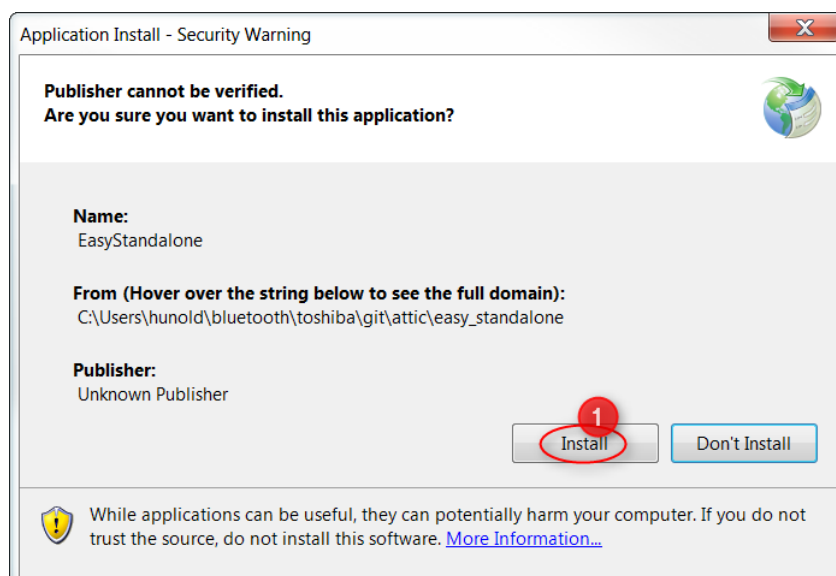 Application Install - Security Warning
Publisher cannot be verified.
Are you sure you want to install this application?
Name:
EasyStandalone
From (Hover over the string below to see the full domain):
C:\Users\hunold\bluetooth\toshiba\git\attic\easy_standalone
Publisher:
Unknown Publisher
1
Install Don't Install
While applications can be useful, they can potentially harm your computer. If you do not
trust the source, do not install this software. More Information...